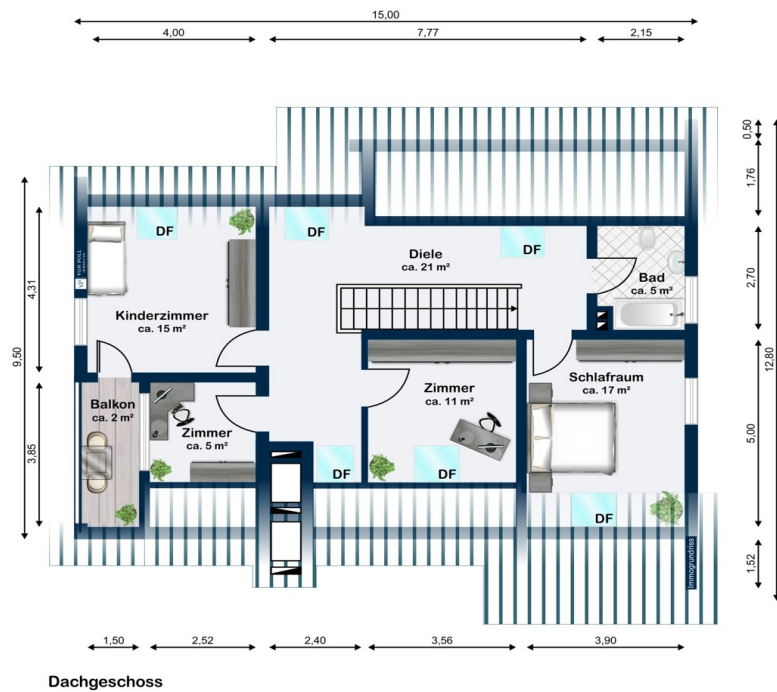 15,00
4,00
7,77
2,15
0,50
1,76
DF
DF
DF
Diele
ca. 21 m²
Bad
ca. 5 m²
2,70
VP VON POLL
4,31
Kinderzimmer
ca. 15 m²
9,50
12,80
Zimmer
ca. 11 m²
Schlafraum
ca. 17 m²
5,00
Balkon
ca. 2 m²
Zimmer
ca. 5 m²
3,85
DF
DF
DF
1,52
Immogrundriss
1,50
2,52
2,40
3,56
3,90
Dachgeschoss